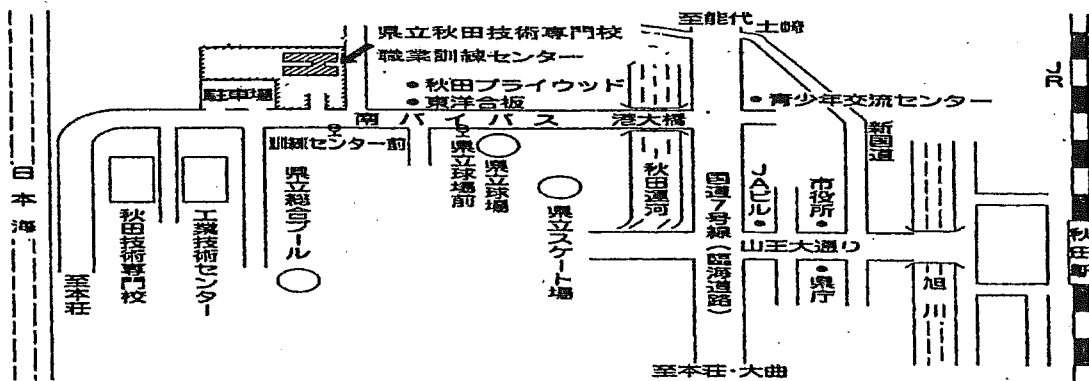 至能代
土崎
県立秋田技術専門校
職業訓練センター
駐車場
・秋田プライウッド
・東洋合板
・青少年交流センター
JR
南バイパス
港大橋
新国道
訓練センター前
県立球場前
県立球場
秋田運河
国道7号線(臨海道路)
JAビル・
市役所・
日本海
秋田技術専門校
工業技術センター
県立総合プール
県立スケート場
山王大通り
・県庁
旭川
秋田駅
至本荘
至本荘・大曲